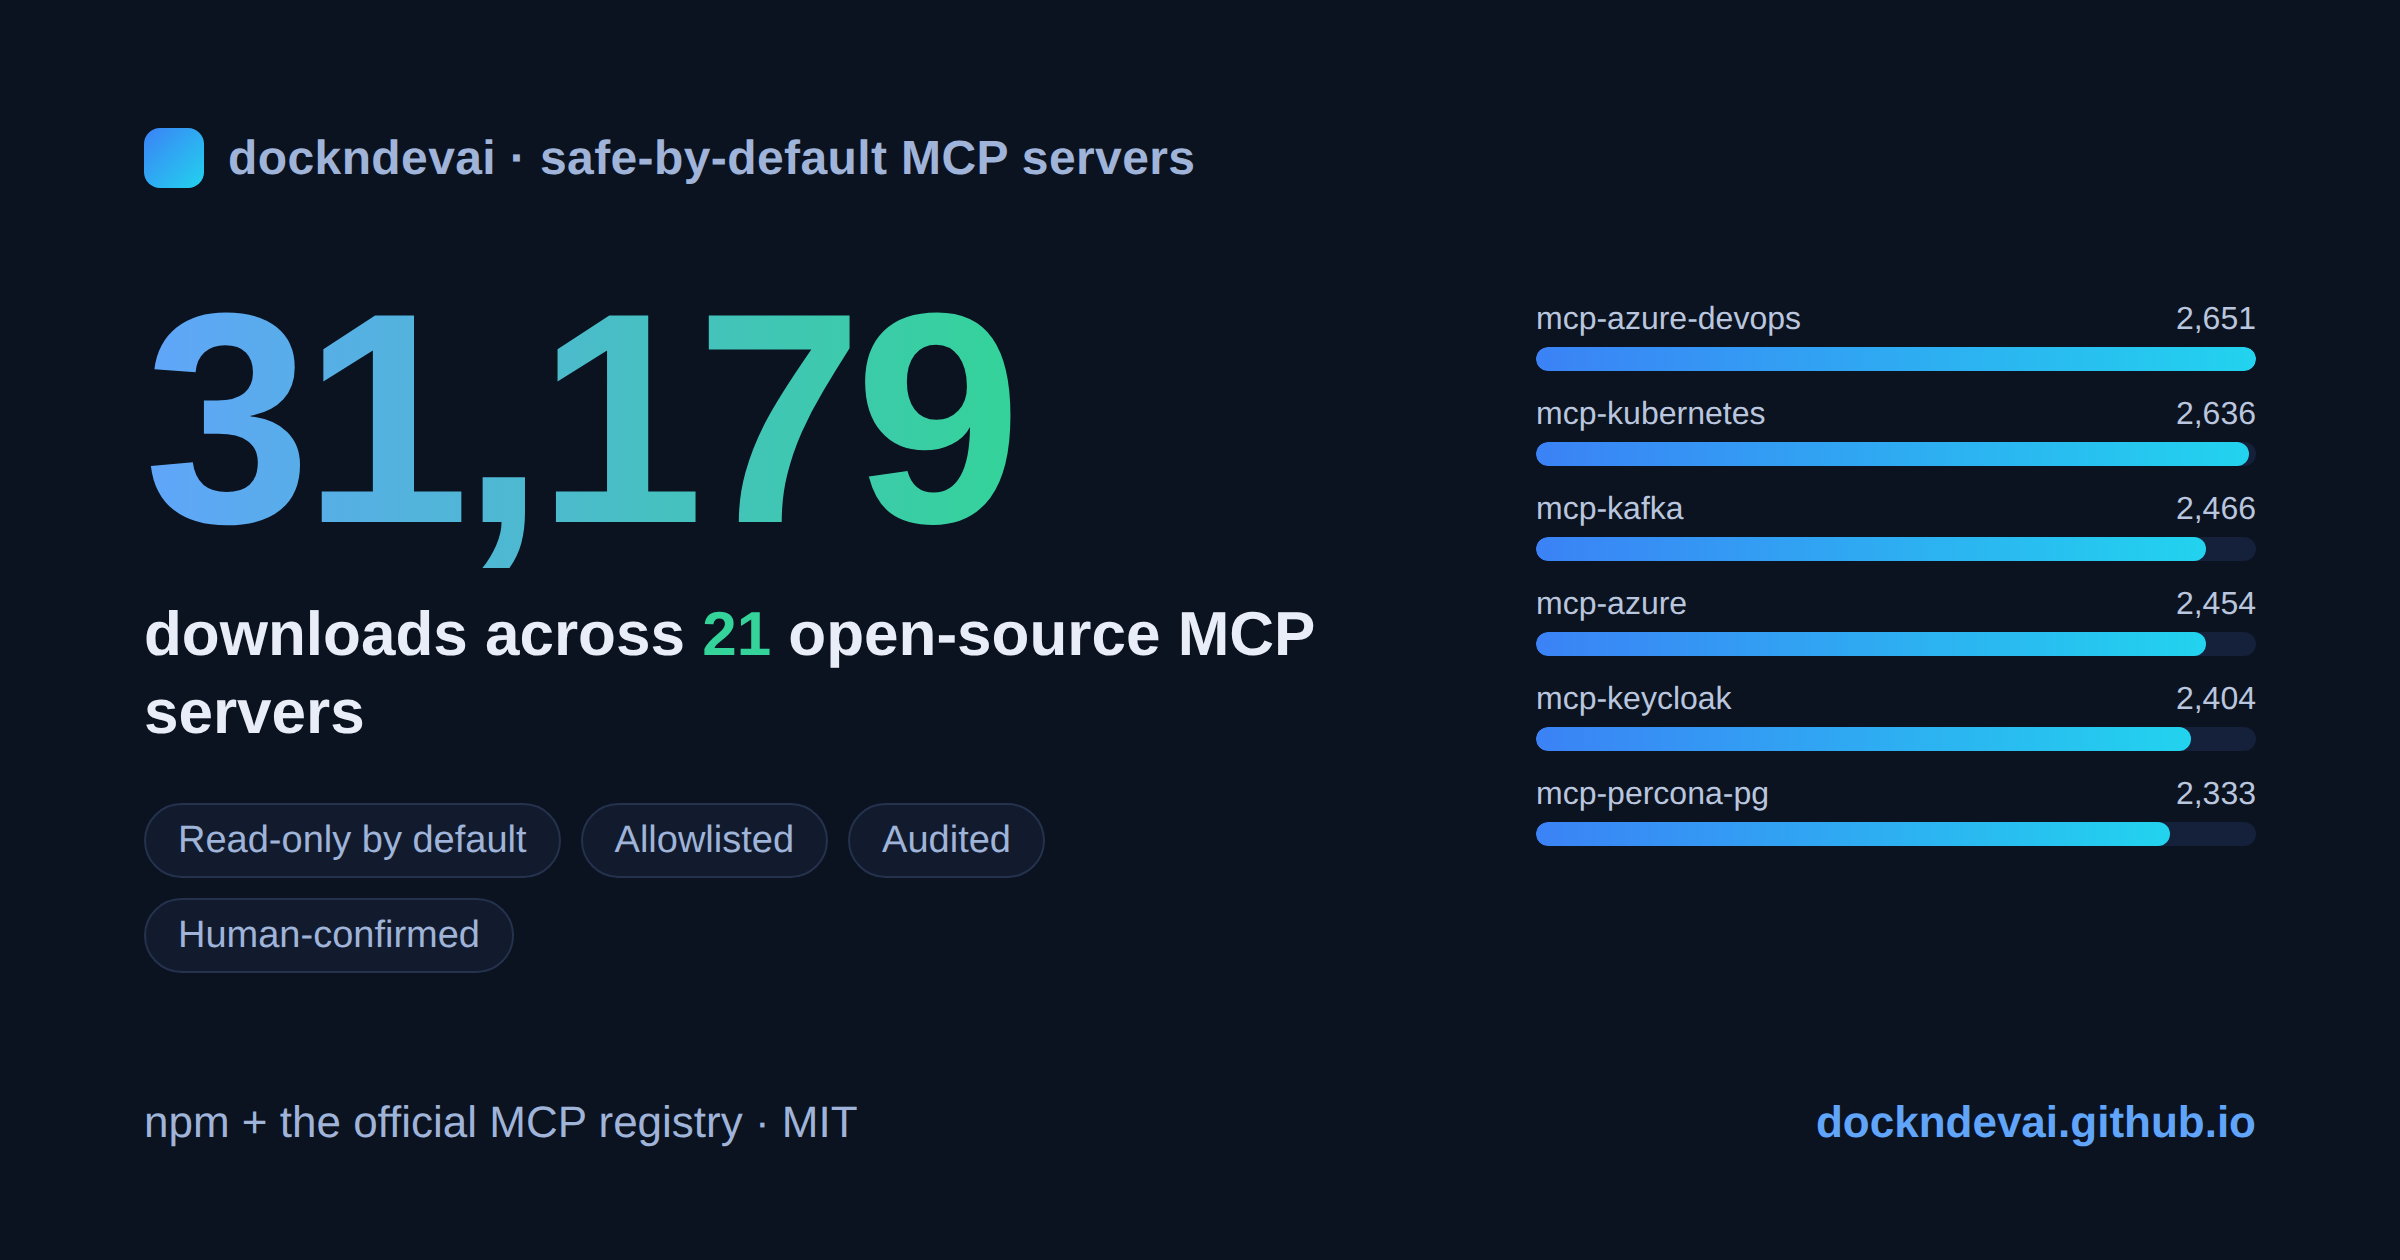 dockndevai · safe-by-default MCP servers
31,179
downloads across 21 open-source MCP
servers
Read-only by default
Allowlisted
Audited
Human-confirmed
mcp-azure-devops 2,651
mcp-kubernetes 2,636
mcp-kafka 2,466
mcp-azure 2,454
mcp-keycloak 2,404
mcp-percona-pg 2,333
npm + the official MCP registry · MIT
dockndevai.github.io